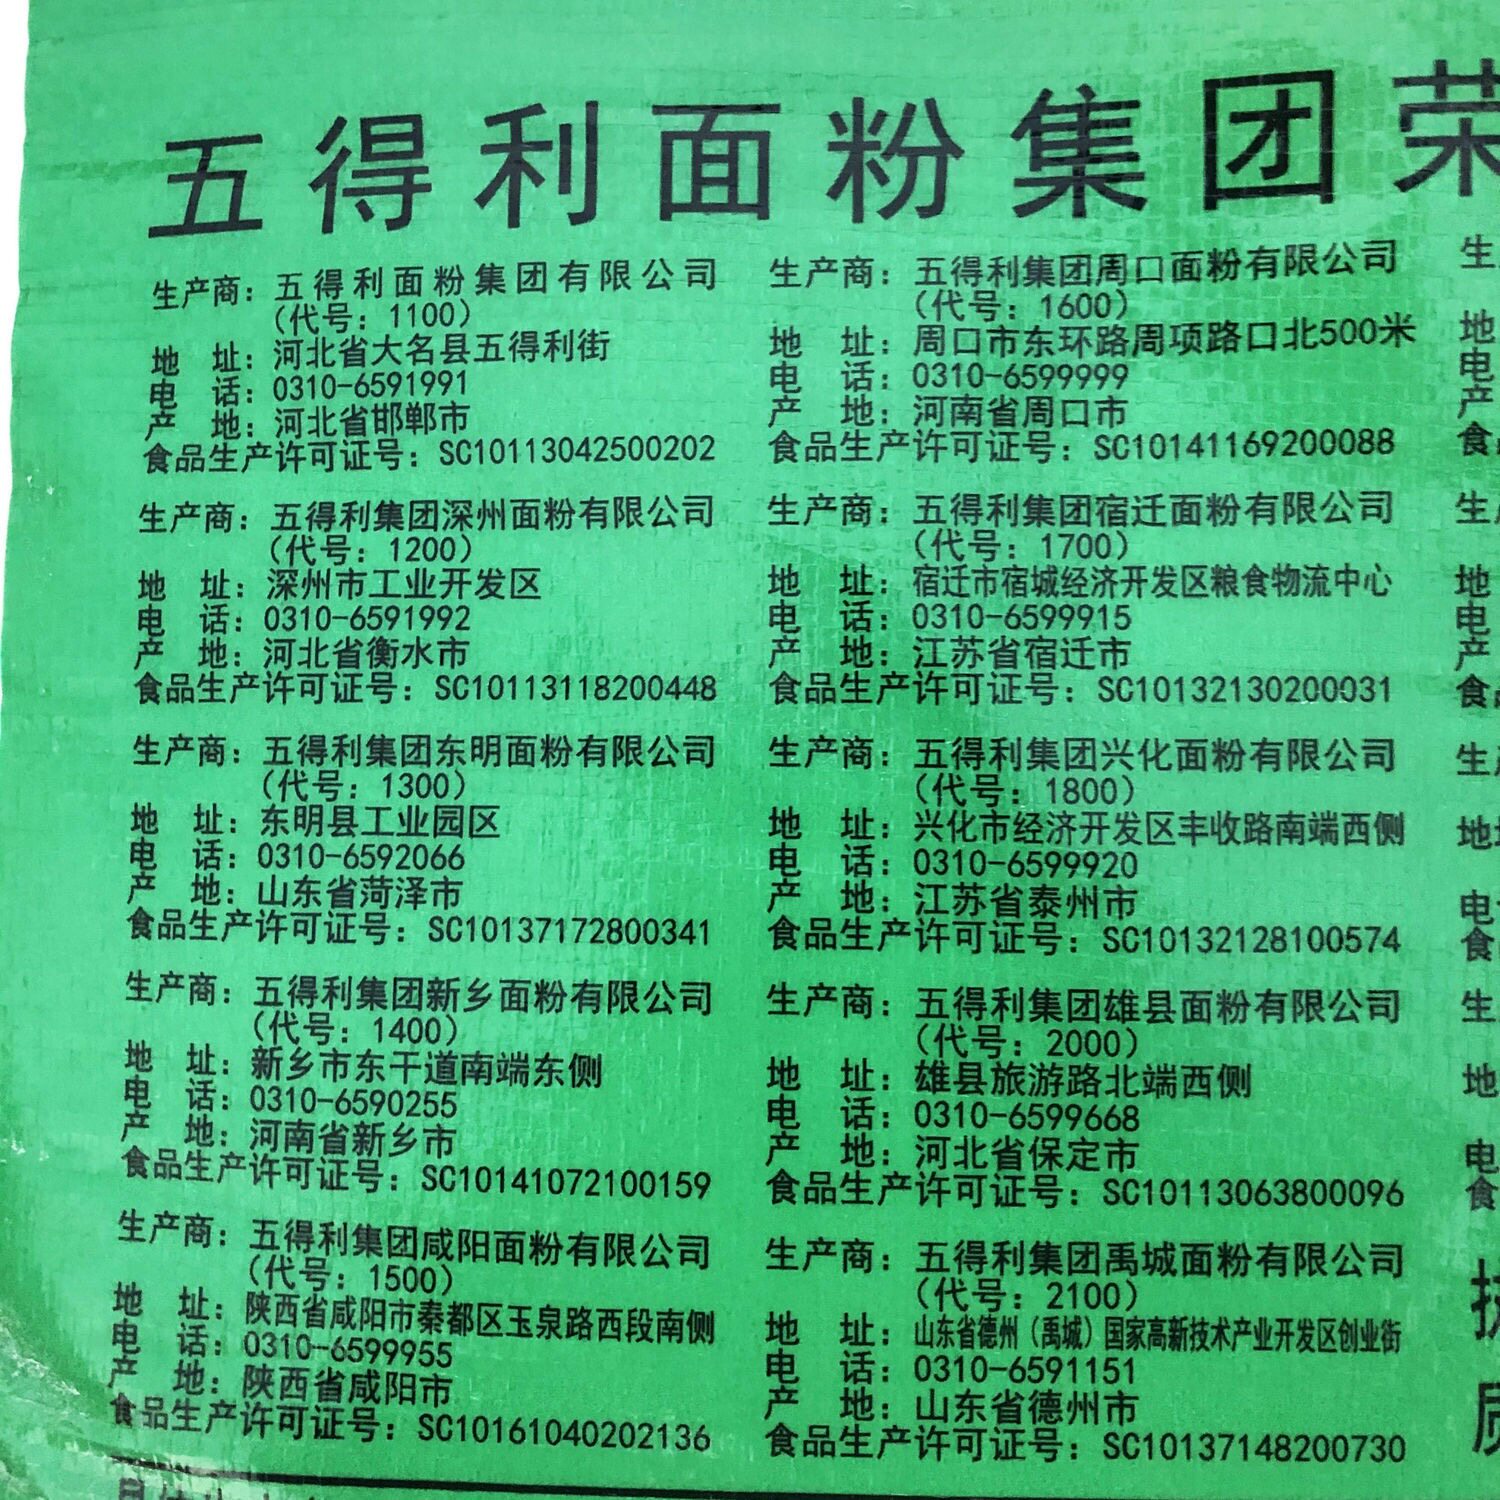 五得利面粉集团荣
生产商：五得利面粉集团有限公司
（代号：1100）
地 址：河北省大名县五得利街
电 话：0310-6591991
产 地：河北省邯郸市
食品生产许可证号：SC10113042500202
生产商：五得利集团深州面粉有限公司
（代号：1200）
地 址：深州市工业开发区
电 话：0310-6591992
产 地：河北省衡水市
食品生产许可证号：SC10113118200448
生产商：五得利集团东明面粉有限公司
（代号：1300）
地 址：东明县工业园区
电 话：0310-6592066
产 地：山东省菏泽市
食品生产许可证号：SC10137172800341
生产商：五得利集团新乡面粉有限公司
（代号：1400）
地 址：新乡市东干道南端东侧
电 话：0310-6590255
产 地：河南省新乡市
食品生产许可证号：SC10141072100159
生产商：五得利集团咸阳面粉有限公司
（代号：1500）
地 址：陕西省咸阳市秦都区玉泉路西段南侧
电 话：0310-6599955
产 地：陕西省咸阳市
食品生产许可证号：SC10161040202136
生产商：五得利集团周口面粉有限公司
（代号：1600）
地 址：周口市东环路周项路口北500米
电 话：0310-6599999
产 地：河南省周口市
食品生产许可证号：SC10141169200088
生产商：五得利集团宿迁面粉有限公司
（代号：1700）
地 址：宿迁市宿城经济开发区粮食物流中心
电 话：0310-6599915
产 地：江苏省宿迁市
食品生产许可证号：SC10132130200031
生产商：五得利集团兴化面粉有限公司
（代号：1800）
地 址：兴化市经济开发区丰收路南端西侧
电 话：0310-6599920
产 地：江苏省泰州市
食品生产许可证号：SC10132128100574
生产商：五得利集团雄县面粉有限公司
（代号：2000）
地 址：雄县旅游路北端西侧
电 话：0310-6599668
产 地：河北省保定市
食品生产许可证号：SC10113063800096
生产商：五得利集团禹城面粉有限公司
（代号：2100）
地 址：山东省德州（禹城）国家高新技术产业开发区创业街
电 话：0310-6591151
产 地：山东省德州市
食品生产许可证号：SC10137148200730
生
地
电
产
食
生
地
电
产
食
生
地
电
食
生
地
电
食
质